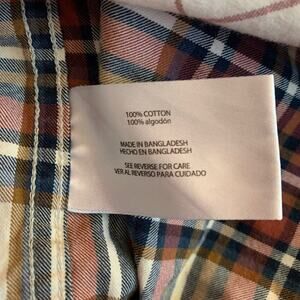 100% COTTON
100% algodón
MADE IN BANGLADESH
HECHO EN BANGLADESH
SEE REVERSE FOR CARE
VER AL REVERSO PARA CUIDADO